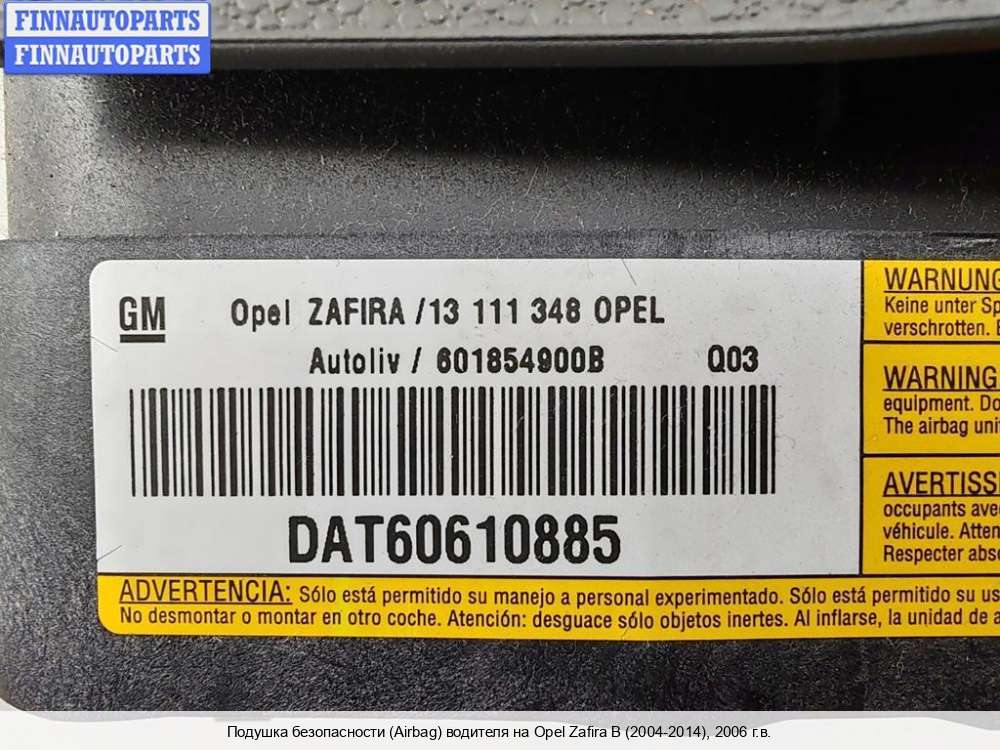 FINNAUTOPARTS
FINNAUTOPARTS
GM
Opel ZAFIRA /13 111 348 OPEL
Autoliv / 601854900B Q03
DAT60610885
WARNUNG
Keine unter Sp
verschrotten.
WARNING
equipment. Do
The airbag uni
AVERTISSE
occupants ave
véhicule. Atten
Respecter abs
ADVERTENCIA: Sólo está permitido su manejo a personal experimentado. Sólo está permitido su us
No desmontar o montar en otro coche. Atención: desguace sólo objetos inertes. Al inflarse, la unidad de a
Подушка безопасности (Airbag) водителя на Opel Zafira B (2004-2014), 2006 г.в.